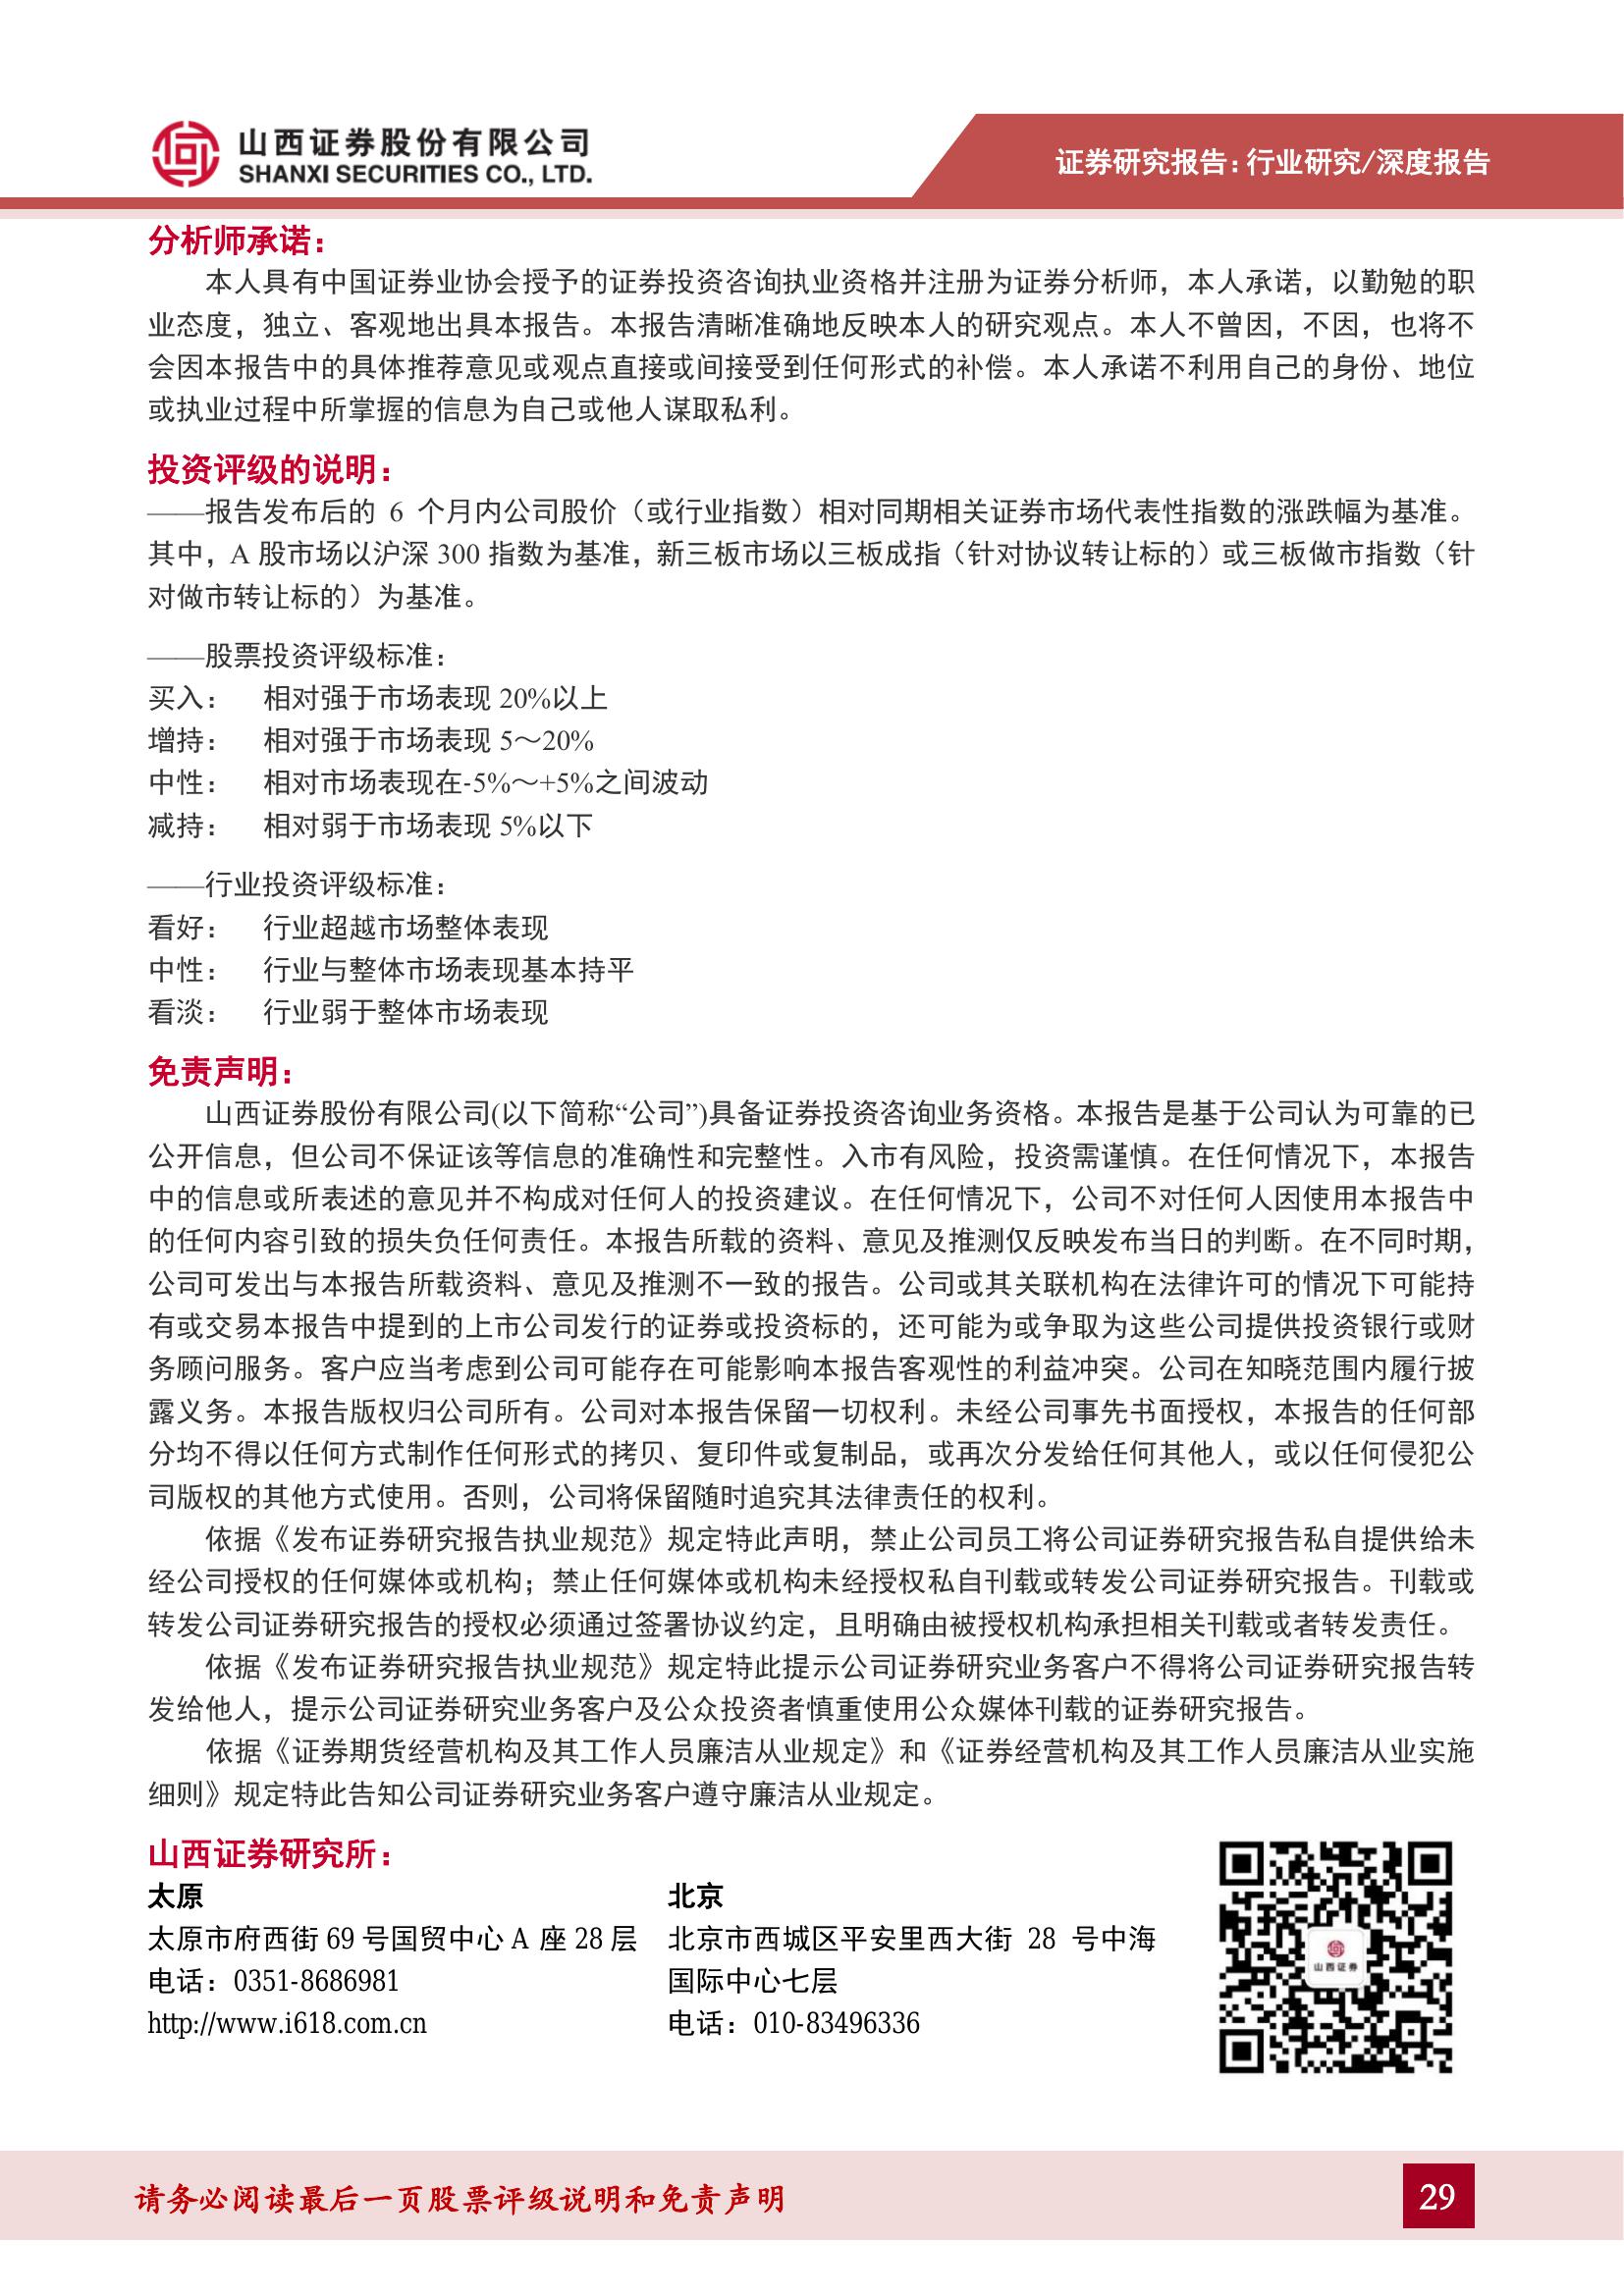 山西证券股份有限公司
SHANXI SECURITIES CO., LTD.
证券研究报告：行业研究/深度报告
分析师承诺：
本人具有中国证券业协会授予的证券投资咨询执业资格并注册为证券分析师，本人承诺，以勤勉的职
业态度，独立、客观地出具本报告。本报告清晰准确地反映本人的研究观点。本人不曾因，不因，也将不
会因本报告中的具体推荐意见或观点直接或间接受到任何形式的补偿。本人承诺不利用自己的身份、地位
或执业过程中所掌握的信息为自己或他人谋取私利。
投资评级的说明：
——报告发布后的 6 个月内公司股价（或行业指数）相对同期相关证券市场代表性指数的涨跌幅为基准。
其中，A 股市场以沪深 300 指数为基准，新三板市场以三板成指（针对协议转让标的）或三板做市指数（针
对做市转让标的）为基准。
——股票投资评级标准：
买入： 相对强于市场表现 20%以上
增持： 相对强于市场表现 5～20%
中性： 相对市场表现在-5%～+5%之间波动
减持： 相对弱于市场表现 5%以下
——行业投资评级标准：
看好： 行业超越市场整体表现
中性： 行业与整体市场表现基本持平
看淡： 行业弱于整体市场表现
免责声明：
山西证券股份有限公司(以下简称“公司”)具备证券投资咨询业务资格。本报告是基于公司认为可靠的已
公开信息，但公司不保证该等信息的准确性和完整性。入市有风险，投资需谨慎。在任何情况下，本报告
中的信息或所表述的意见并不构成对任何人的投资建议。在任何情况下，公司不对任何人因使用本报告中
的任何内容引致的损失负任何责任。本报告所载的资料、意见及推测仅反映发布当日的判断。在不同时期，
公司可发出与本报告所载资料、意见及推测不一致的报告。公司或其关联机构在法律许可的情况下可能持
有或交易本报告中提到的上市公司发行的证券或投资标的，还可能为或争取为这些公司提供投资银行或财
务顾问服务。客户应当考虑到公司可能存在可能影响本报告客观性的利益冲突。公司在知晓范围内履行披
露义务。本报告版权归公司所有。公司对本报告保留一切权利。未经公司事先书面授权，本报告的任何部
分均不得以任何方式制作任何形式的拷贝、复印件或复制品，或再次分发给任何其他人，或以任何侵犯公
司版权的其他方式使用。否则，公司将保留随时追究其法律责任的权利。
依据《发布证券研究报告执业规范》规定特此声明，禁止公司员工将公司证券研究报告私自提供给未
经公司授权的任何媒体或机构；禁止任何媒体或机构未经授权私自刊载或转发公司证券研究报告。刊载或
转发公司证券研究报告的授权必须通过签署协议约定，且明确由被授权机构承担相关刊载或者转发责任。
依据《发布证券研究报告执业规范》规定特此提示公司证券研究业务客户不得将公司证券研究报告转
发给他人，提示公司证券研究业务客户及公众投资者慎重使用公众媒体刊载的证券研究报告。
依据《证券期货经营机构及其工作人员廉洁从业规定》和《证券经营机构及其工作人员廉洁从业实施
细则》规定特此告知公司证券研究业务客户遵守廉洁从业规定。
山西证券研究所：
太原
太原市府西街 69 号国贸中心 A 座 28 层
电话：0351-8686981
http://www.i618.com.cn
北京
北京市西城区平安里西大街 28 号中海
国际中心七层
电话：010-83496336
山西证券
请务必阅读最后一页股票评级说明和免责声明
29